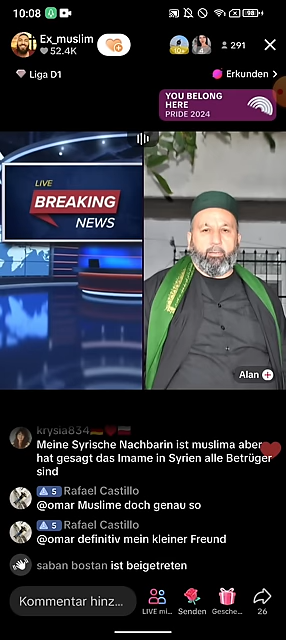 10:08
98
Ex_muslim
52.4K
10+
4
291
Liga D1
Erkunden
YOU BELONG
HERE
PRIDE 2024
LIVE
BREAKING
NEWS
Alan
krysia834
Meine Syrische Nachbarin ist muslima aber
hat gesagt das Imame in Syrien alle Betrüger
sind
5 Rafael Castillo
@omar Muslime doch genau so
5 Rafael Castillo
@omar definitiv mein kleiner Freund
saban bostan ist beigetreten
Kommentar hinz...
LIVE mi...
Senden
Gesche...
26